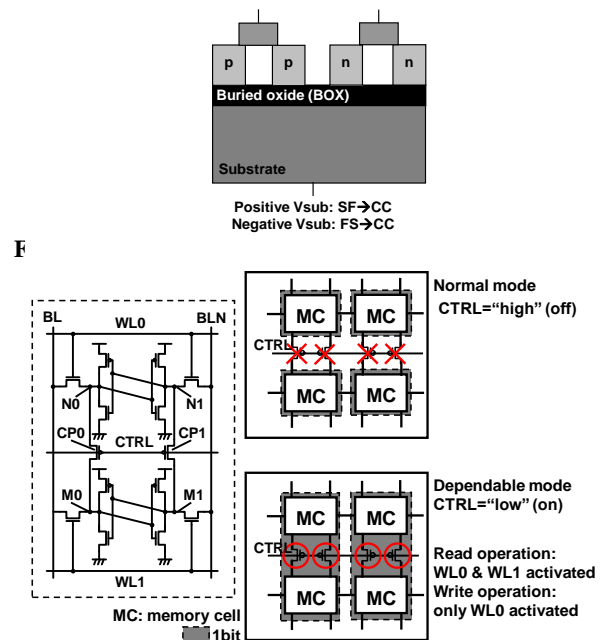 p p n n
Buried oxide (BOX)
Substrate
Positive Vsub: SF→CC
Negative Vsub: FS→CC
BL WL0 BLN
N0 N1
CP0 CTRL CP1
M0 M1
WL1
MC: memory cell
1bit
MC MC
CTRL
MC MC
Normal mode
CTRL="high" (off)
MC MC
CTRL
MC MC
Dependable mode
CTRL="low" (on)
Read operation:
WL0 & WL1 activated
Write operation:
only WL0 activated